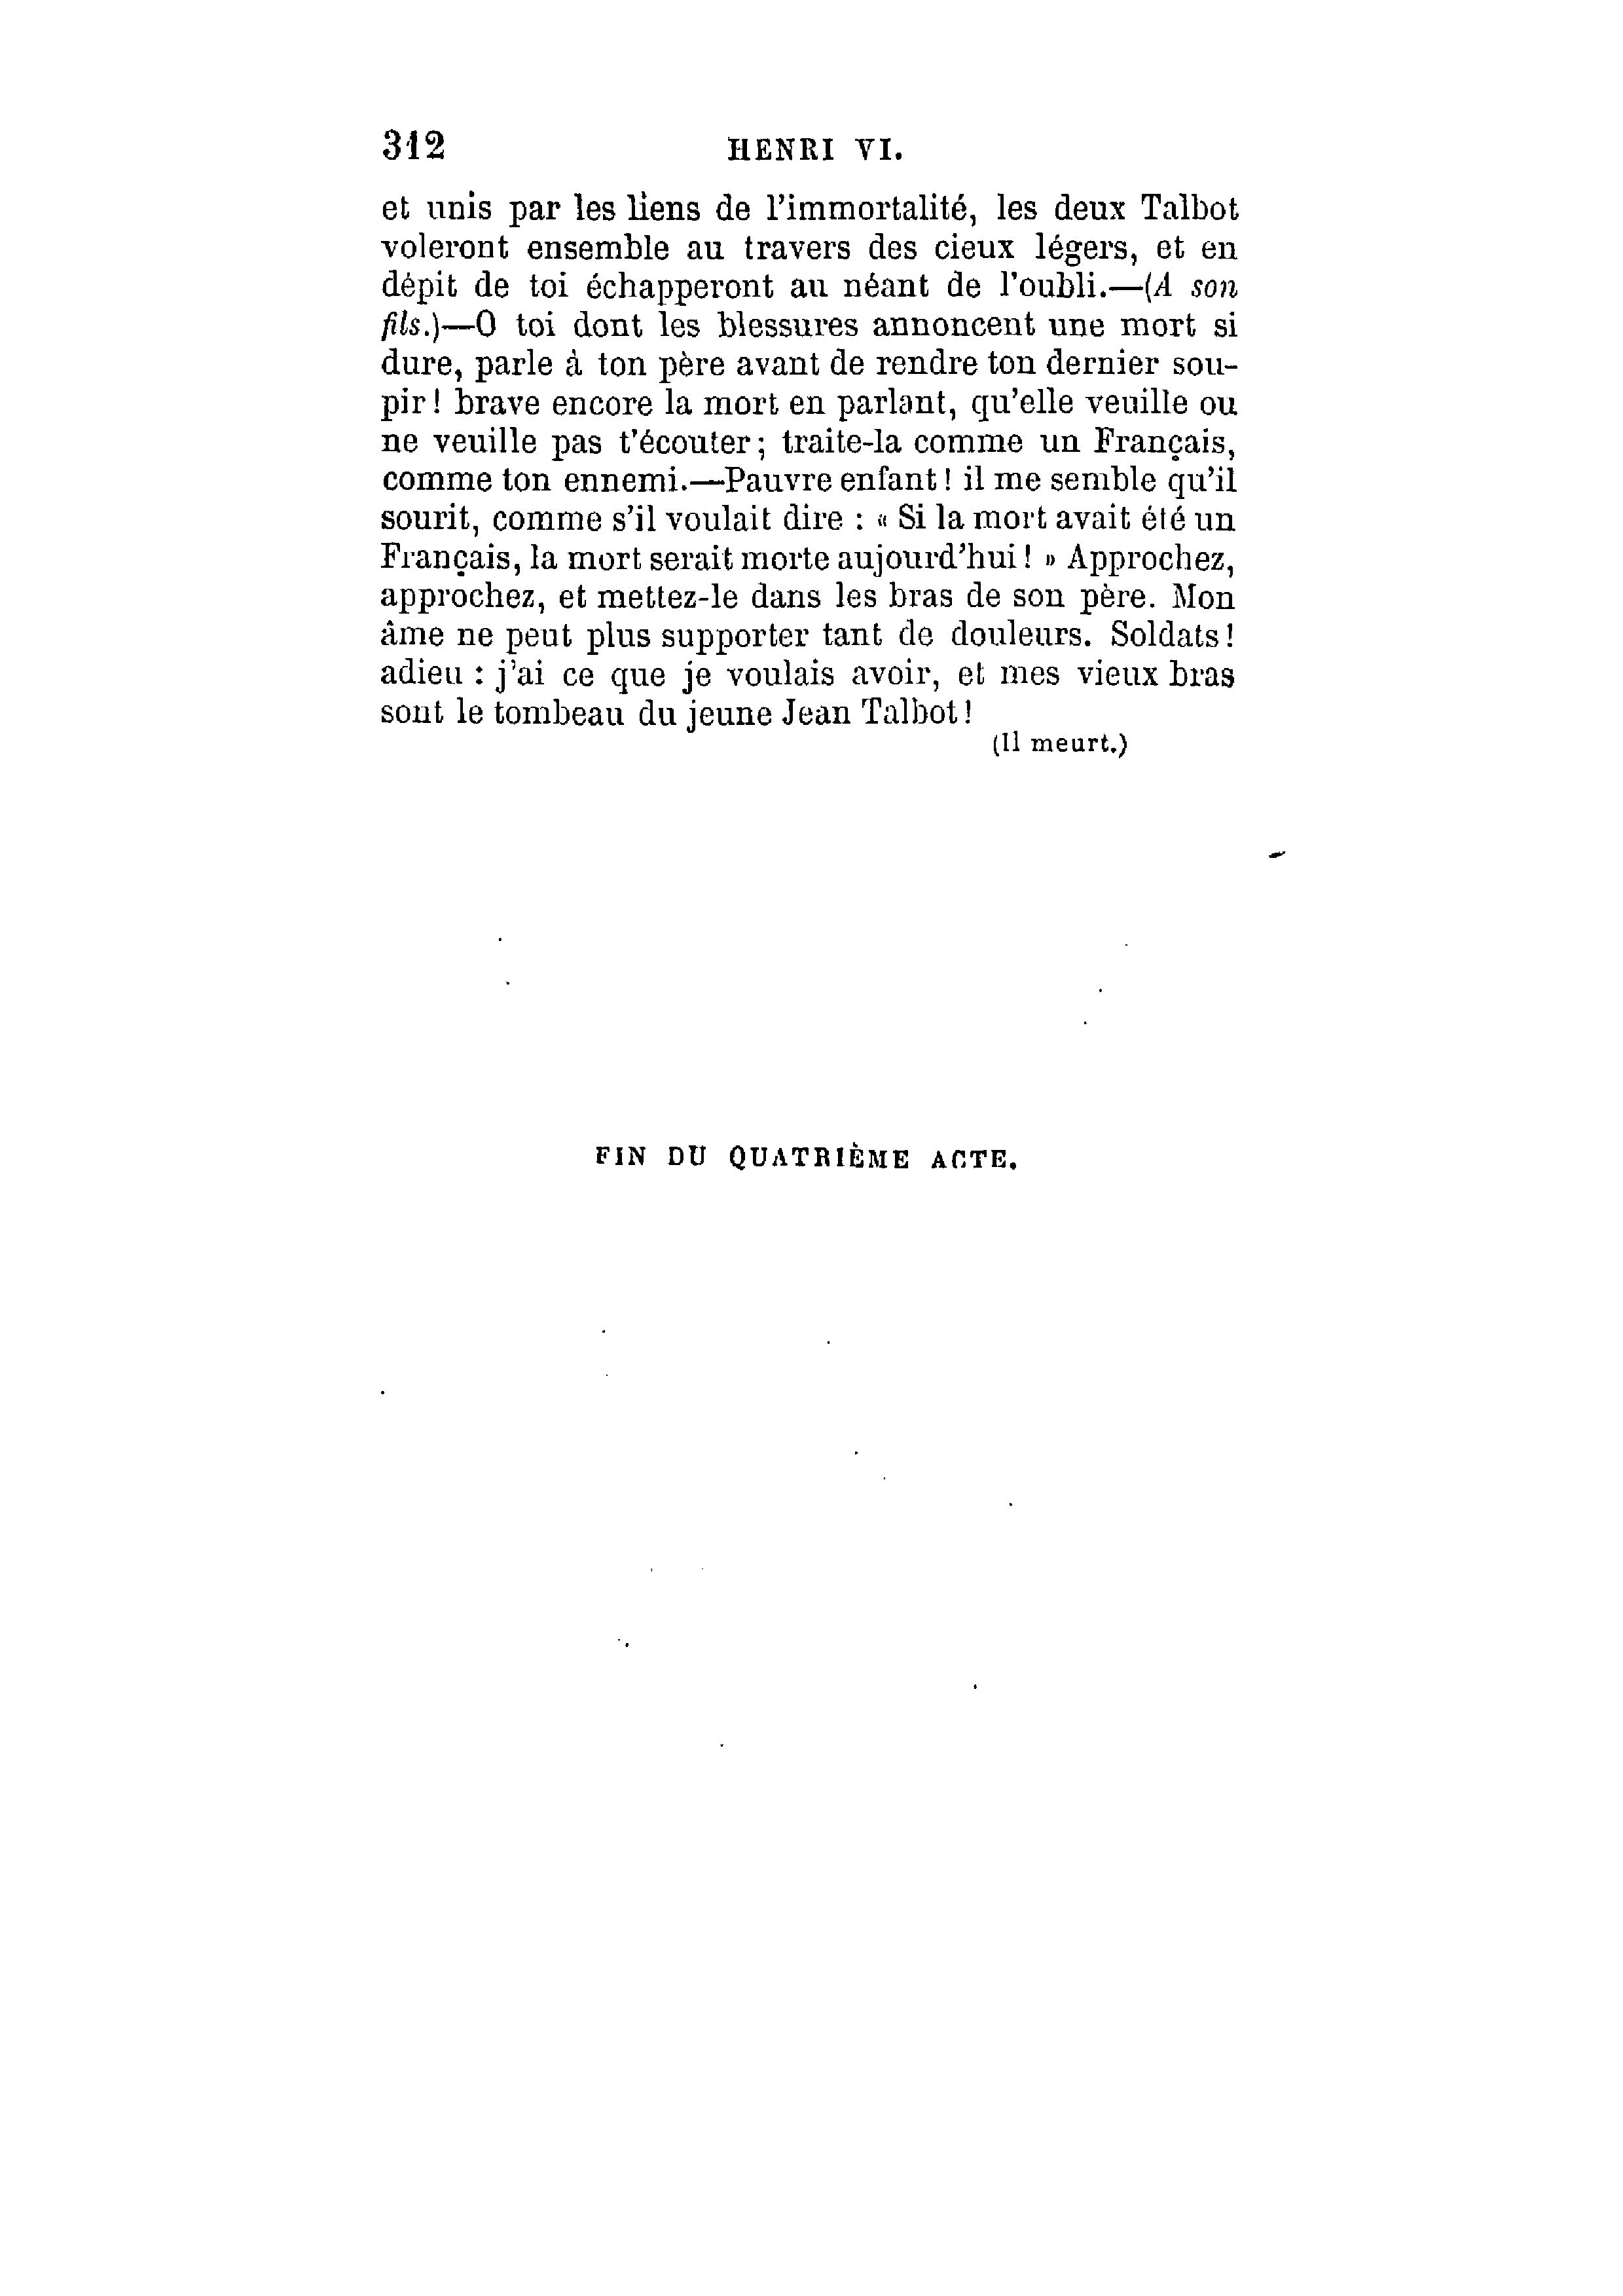 312 HENRI VI.
et unis par les liens de l'immortalité, les deux Talbot
voleront ensemble au travers des cieux légers, et en
dépit de toi échapperont au néant de l'oubli.—(A son
fils.)—O toi dont les blessures annoncent une mort si
dure, parle à ton père avant de rendre ton dernier sou-
pir! brave encore la mort en parlant, qu'elle veuille ou
ne veuille pas t'écouter; traite-la comme un Français,
comme ton ennemi.—Pauvre enfant! il me semble qu'il
sourit, comme s'il voulait dire : « Si la mort avait été un
Français, la mort serait morte aujourd'hui! » Approchez,
approchez, et mettez-le dans les bras de son père. Mon
âme ne peut plus supporter tant de douleurs. Soldats!
adieu : j'ai ce que je voulais avoir, et mes vieux bras
sont le tombeau du jeune Jean Talbot!
(Il meurt.)
FIN DU QUATRIÈME ACTE.